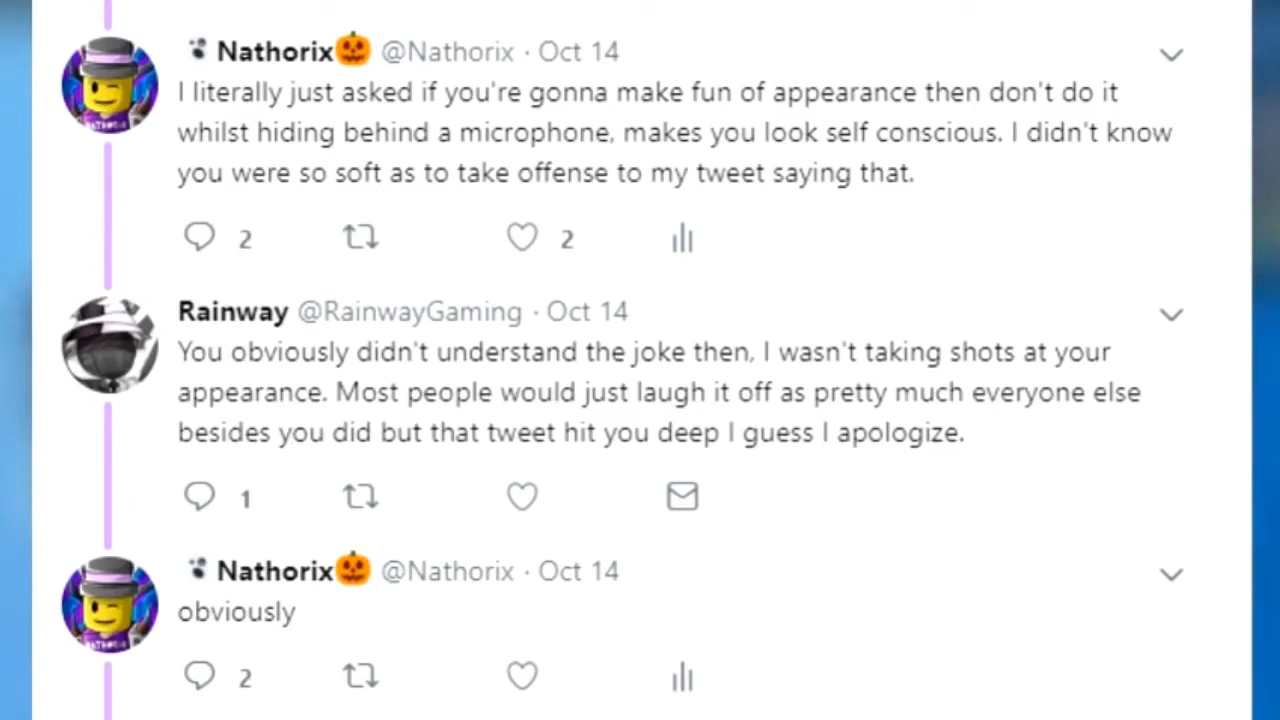 Nathorix🎃 @Nathorix · Oct 14
I literally just asked if you're gonna make fun of appearance then don't do it
whilst hiding behind a microphone, makes you look self conscious. I didn't know
you were so soft as to take offense to my tweet saying that.
2 2
Rainway @RainwayGaming · Oct 14
You obviously didn't understand the joke then, I wasn't taking shots at your
appearance. Most people would just laugh it off as pretty much everyone else
besides you did but that tweet hit you deep I guess I apologize.
1
Nathorix🎃 @Nathorix · Oct 14
obviously
2